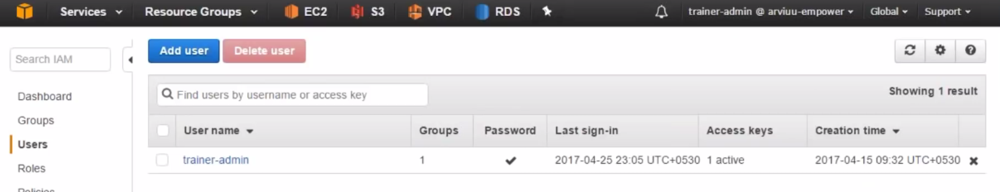 Services Resource Groups EC2 S3 VPC RDS trainer-admin @ arviuu-empower Global Support
Search IAM
Add user Delete user
Find users by username or access key
Showing 1 result
Dashboard
Groups
Users
Roles
Policies
User name Groups Password Last sign-in Access keys Creation time
trainer-admin 1 2017-04-25 23:05 UTC+0530 1 active 2017-04-15 09:32 UTC+0530